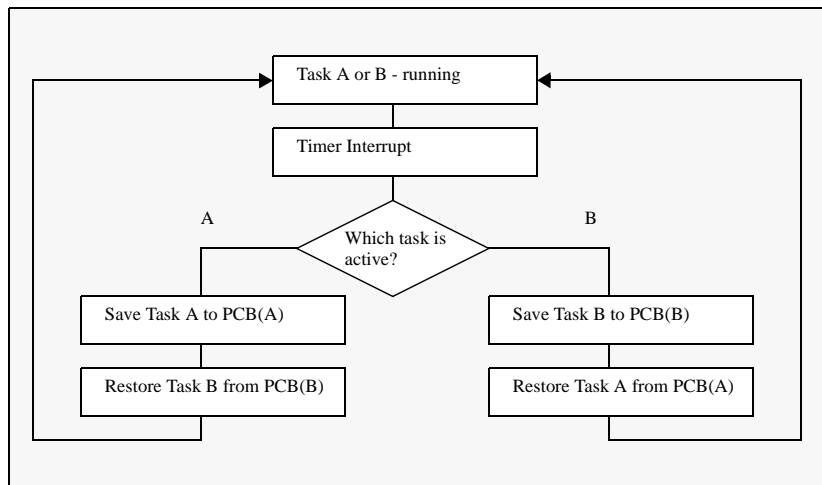 Task A or B - running
Timer Interrupt
A
B
Which task is
active?
Save Task A to PCB(A)
Save Task B to PCB(B)
Restore Task B from PCB(B)
Restore Task A from PCB(A)